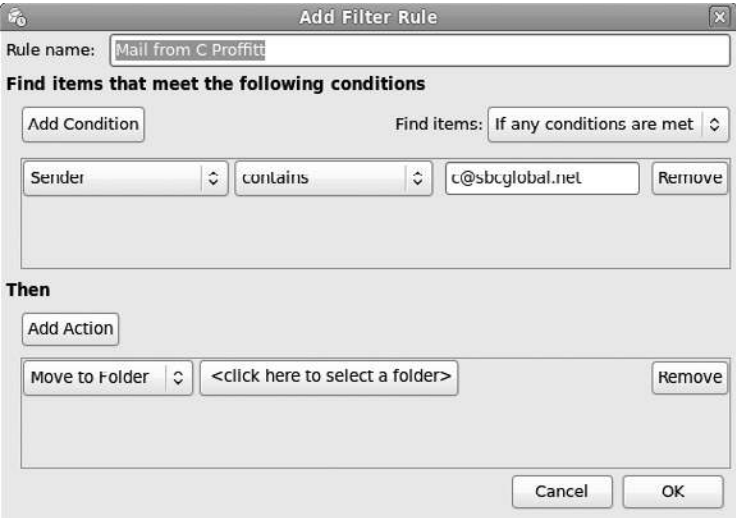 Add Filter Rule
Rule name: Mail from C Proffitt
Find items that meet the following conditions
Add Condition Find items: If any conditions are met
Sender contains c@sbcglobal.net Remove
Then
Add Action
Move to Folder <click here to select a folder> Remove
Cancel OK